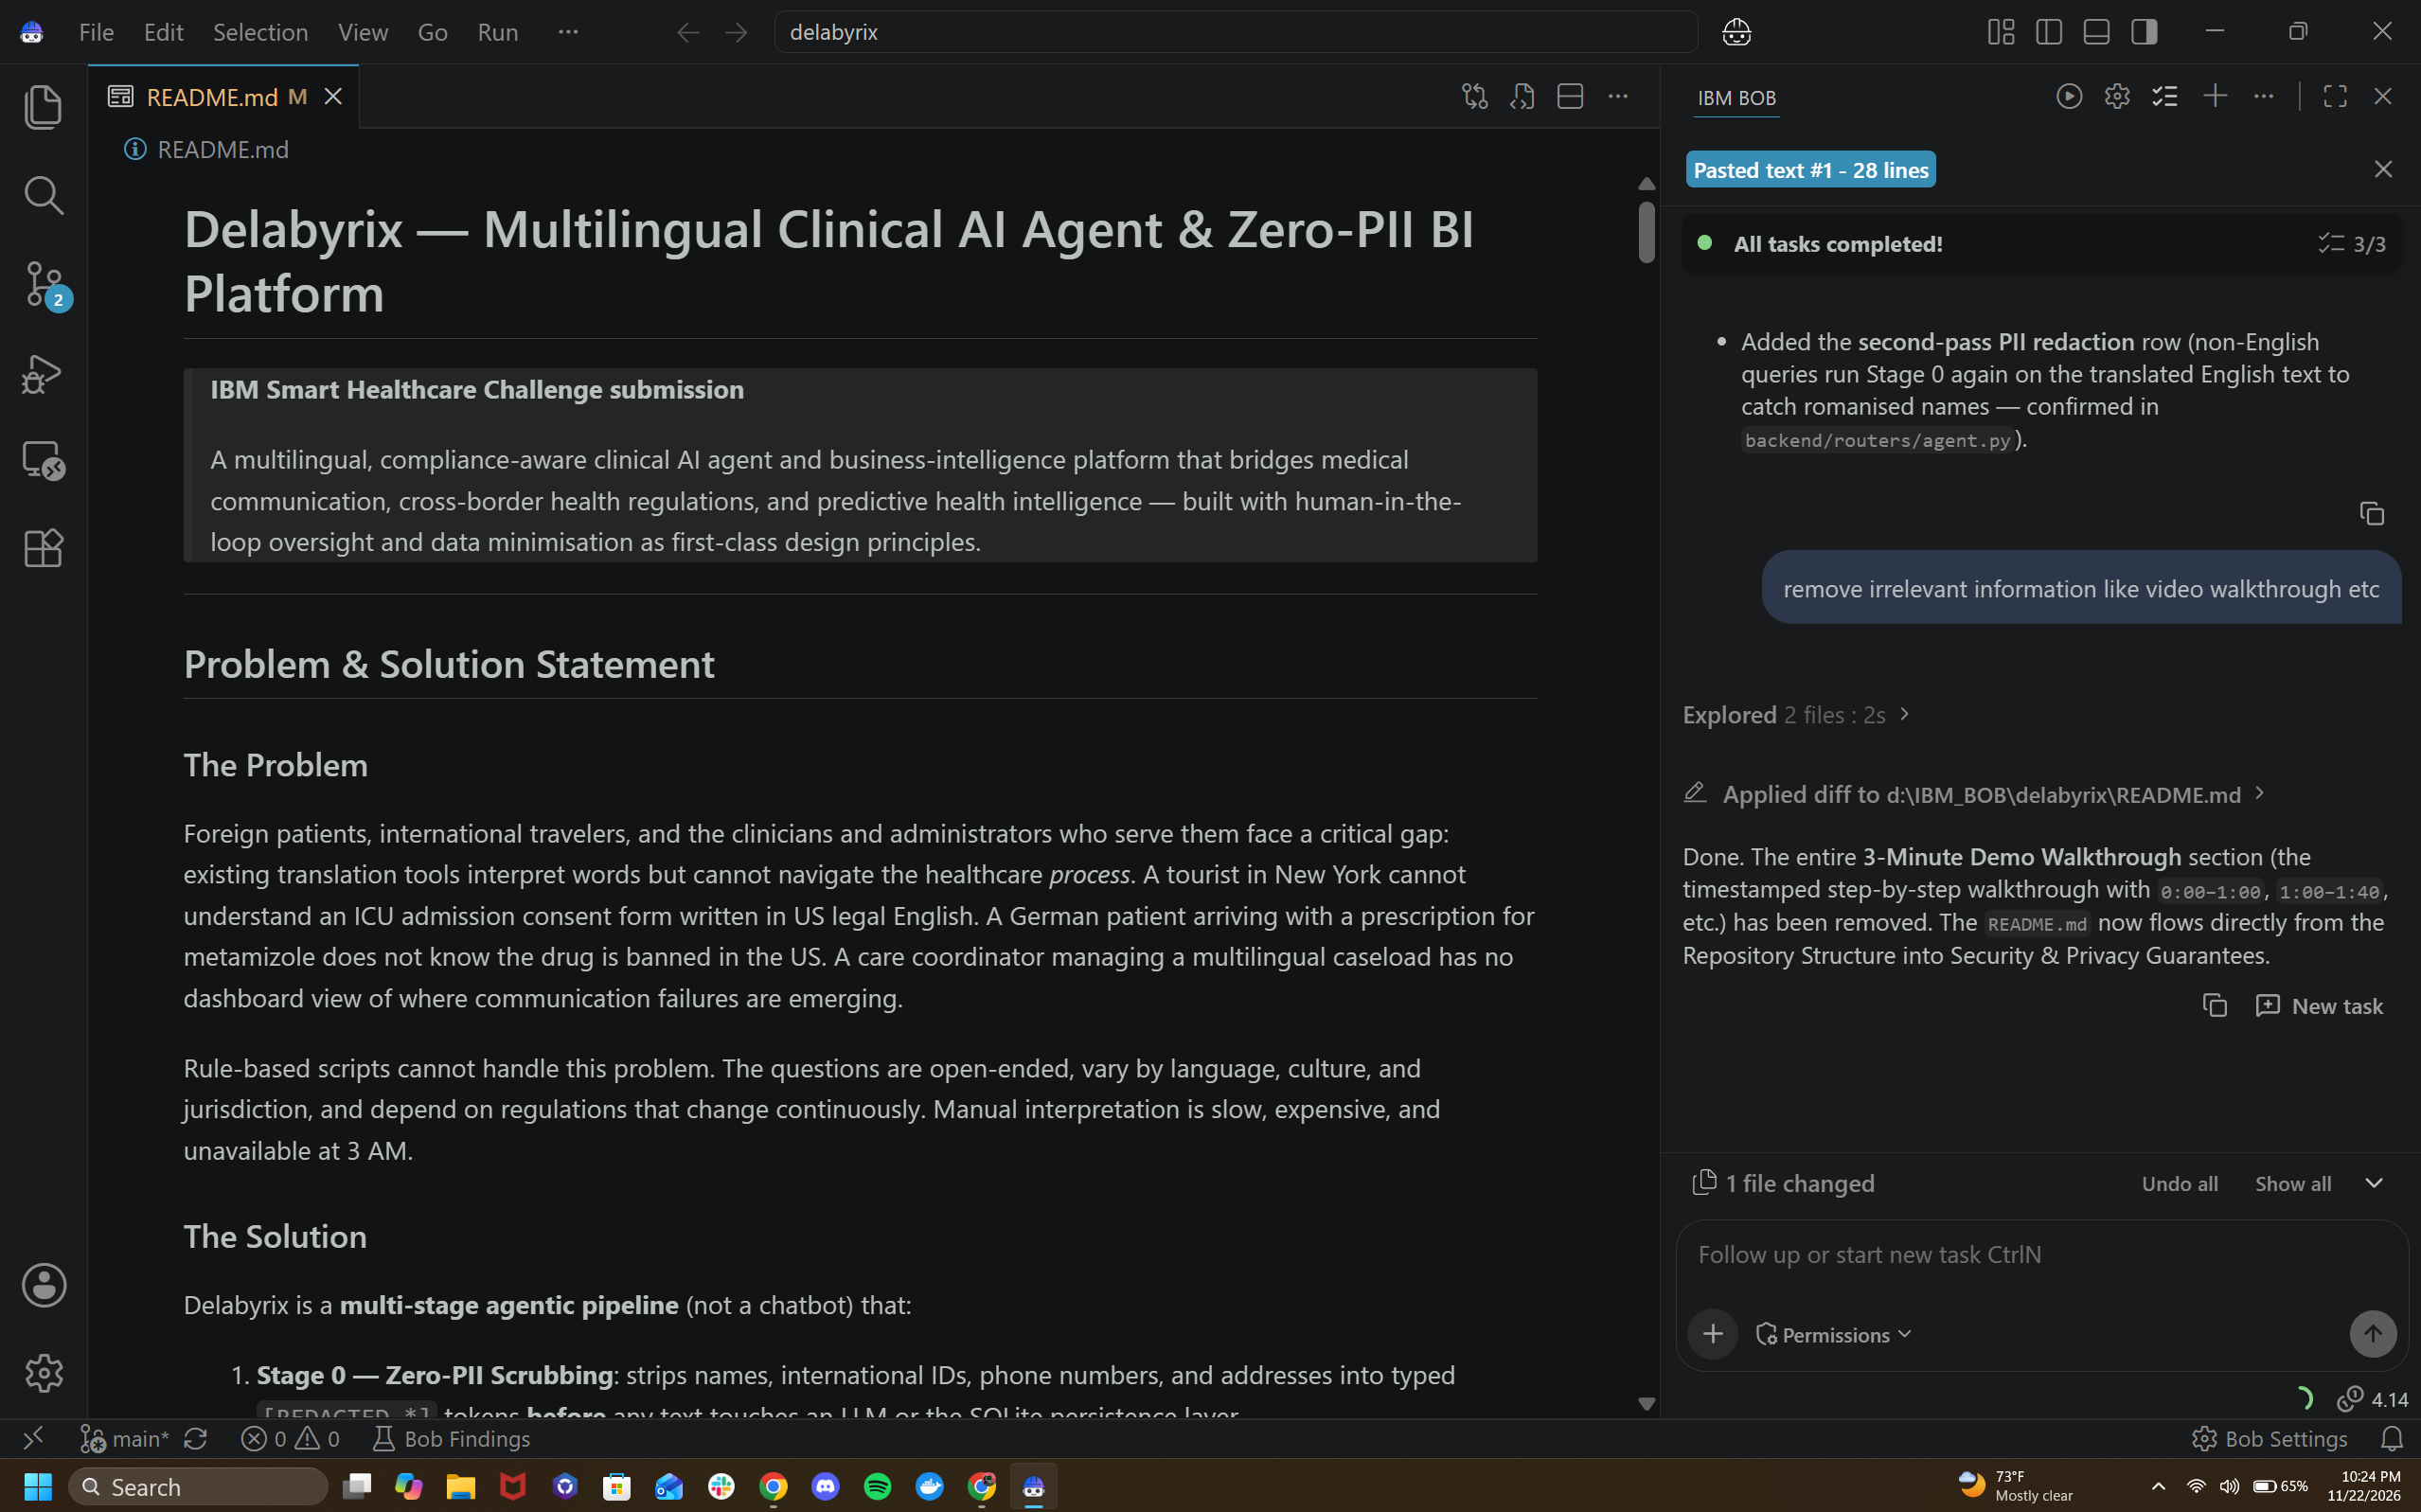 File Edit Selection View Go Run ··· delabyrix
README.md M
README.md
Delabyrix — Multilingual Clinical AI Agent & Zero-PII BI
Platform
IBM Smart Healthcare Challenge submission
A multilingual, compliance-aware clinical AI agent and business-intelligence platform that bridges medical
communication, cross-border health regulations, and predictive health intelligence — built with human-in-the-
loop oversight and data minimisation as first-class design principles.
Problem & Solution Statement
The Problem
Foreign patients, international travelers, and the clinicians and administrators who serve them face a critical gap:
existing translation tools interpret words but cannot navigate the healthcare process. A tourist in New York cannot
understand an ICU admission consent form written in US legal English. A German patient arriving with a prescription for
metamizole does not know the drug is banned in the US. A care coordinator managing a multilingual caseload has no
dashboard view of where communication failures are emerging.
Rule-based scripts cannot handle this problem. The questions are open-ended, vary by language, culture, and
jurisdiction, and depend on regulations that change continuously. Manual interpretation is slow, expensive, and
unavailable at 3 AM.
The Solution
Delabyrix is a multi-stage agentic pipeline (not a chatbot) that:
1. Stage 0 — Zero-PII Scrubbing: strips names, international IDs, phone numbers, and addresses into typed
[REDACTED_*] tokens before any text touches an LLM or the SQLite persistence layer
2
IBM BOB
Pasted text #1 - 28 lines
All tasks completed! 3/3
• Added the second-pass PII redaction row (non-English
queries run Stage 0 again on the translated English text to
catch romanised names — confirmed in
backend/routers/agent.py).
remove irrelevant information like video walkthrough etc
Explored 2 files : 2s
Applied diff to d:\IBM_BOB\delabyrix\README.md
Done. The entire 3-Minute Demo Walkthrough section (the
timestamped step-by-step walkthrough with 0:00–1:00, 1:00–1:40,
etc.) has been removed. The README.md now flows directly from the
Repository Structure into Security & Privacy Guarantees.
New task
1 file changed Undo all Show all
Follow up or start new task CtrlN
Permissions
4.14
main* 0 0 Bob Findings Bob Settings
Search
73°F
Mostly clear
65%
10:24 PM
11/22/2026